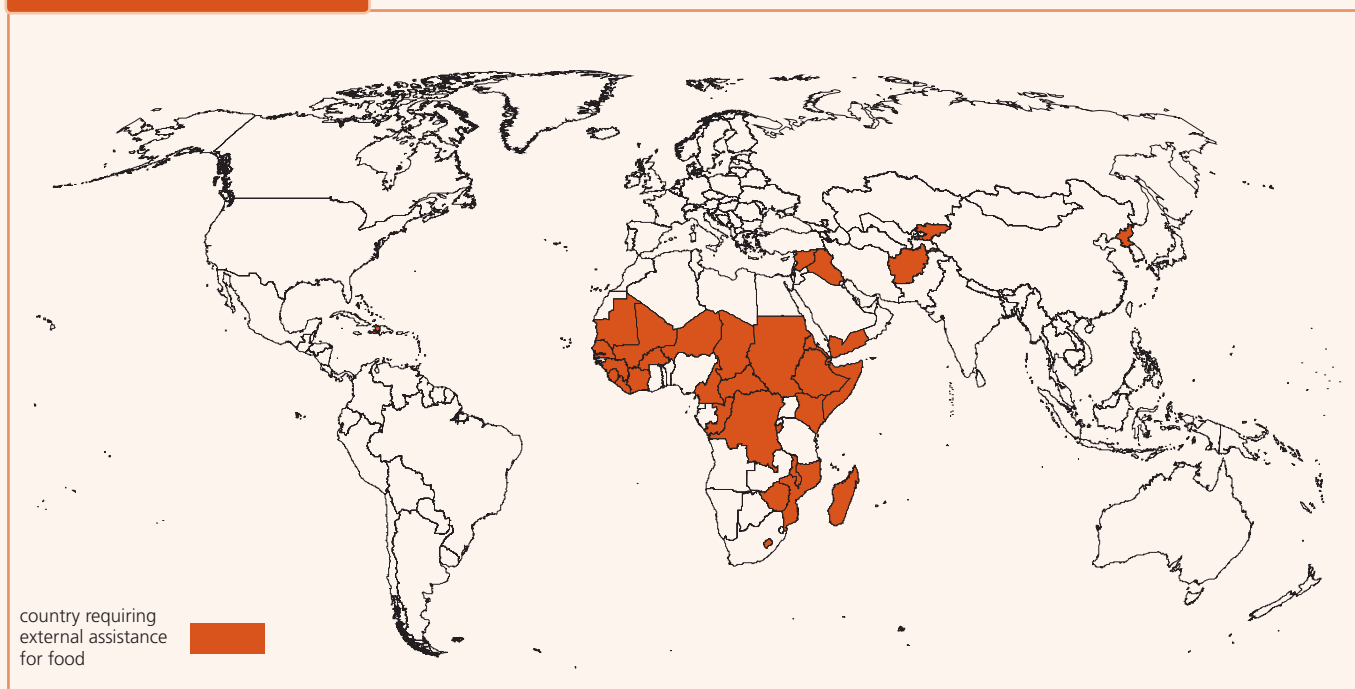 country requiring
external assistance
for food